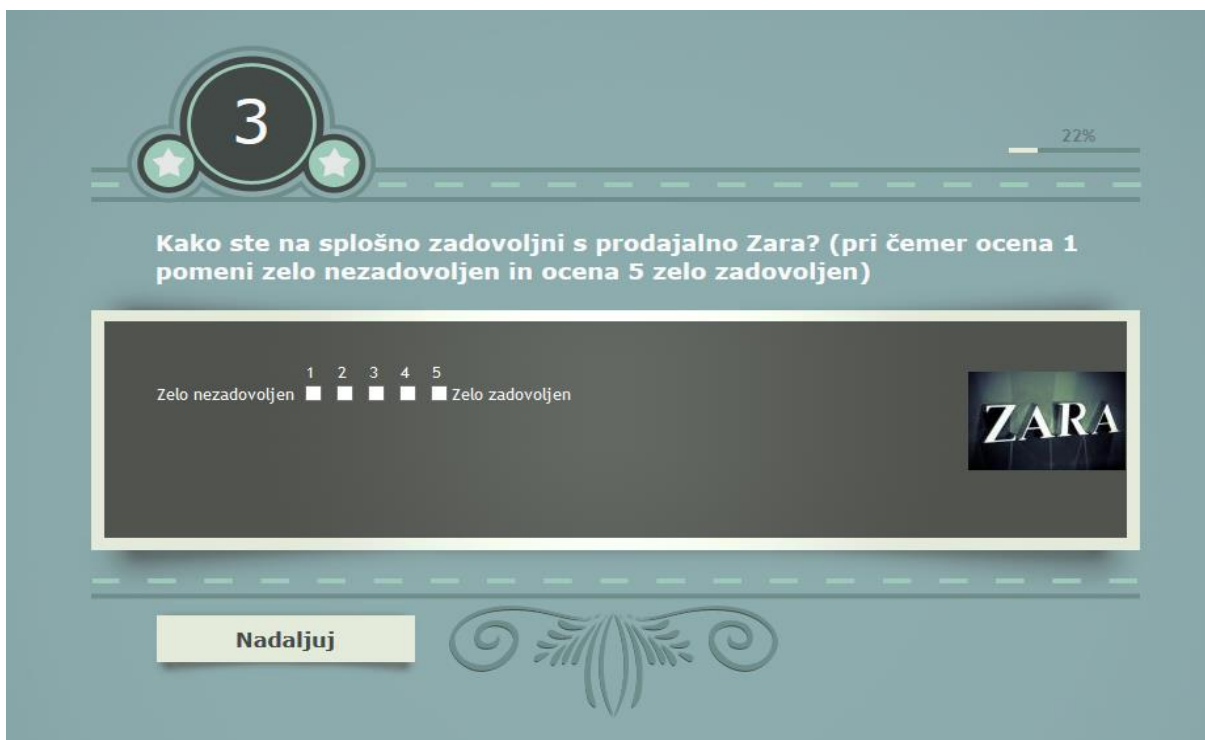 3
22%
Kako ste na splošno zadovoljni s prodajalno Zara? (pri čemer ocena 1
pomeni zelo nezadovoljen in ocena 5 zelo zadovoljen)
1 2 3 4 5
Zelo nezadovoljen Zelo zadovoljen
ZARA
Nadaljuj